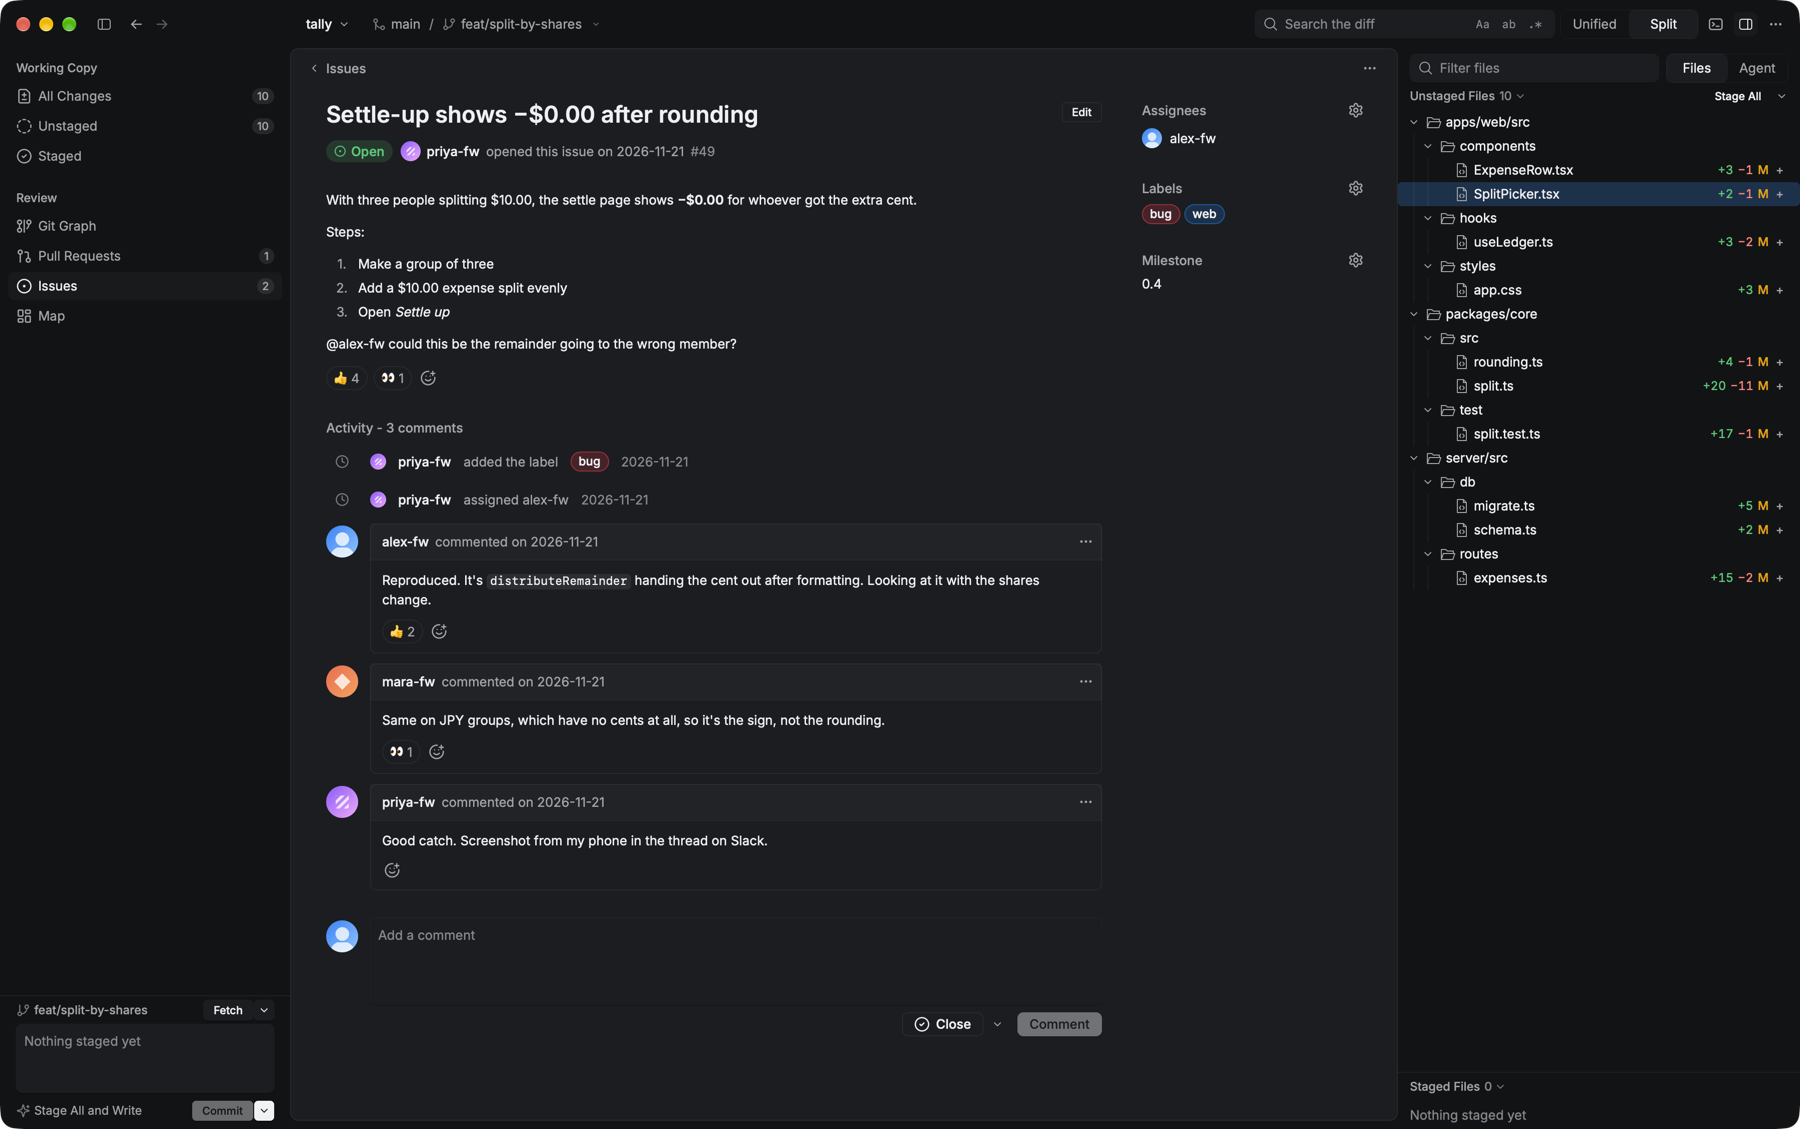 tally
main / feat/split-by-shares
Search the diff
Aa ab .*
Unified Split
Working Copy
All Changes 10
Unstaged 10
Staged
Review
Git Graph
Pull Requests 1
Issues 2
Map
feat/split-by-shares Fetch
Nothing staged yet
Stage All and Write Commit
Issues
Settle-up shows −$0.00 after rounding
Edit
Open priya-fw opened this issue on 2026-11-21 #49
With three people splitting $10.00, the settle page shows −$0.00 for whoever got the extra cent.
Steps:
1. Make a group of three
2. Add a $10.00 expense split evenly
3. Open Settle up
@alex-fw could this be the remainder going to the wrong member?
👍 4 👀 1
Activity - 3 comments
priya-fw added the label bug 2026-11-21
priya-fw assigned alex-fw 2026-11-21
alex-fw commented on 2026-11-21
Reproduced. It's distributeRemainder handing the cent out after formatting. Looking at it with the shares
change.
👍 2
mara-fw commented on 2026-11-21
Same on JPY groups, which have no cents at all, so it's the sign, not the rounding.
👀 1
priya-fw commented on 2026-11-21
Good catch. Screenshot from my phone in the thread on Slack.
Add a comment
Close Comment
Assignees
alex-fw
Labels
bug web
Milestone
0.4
Filter files
Files Agent
Unstaged Files 10 Stage All
apps/web/src
components
ExpenseRow.tsx +3 −1 M +
SplitPicker.tsx +2 −1 M +
hooks
useLedger.ts +3 −2 M +
styles
app.css +3 M +
packages/core
src
rounding.ts +4 −1 M +
split.ts +20 −11 M +
test
split.test.ts +17 −1 M +
server/src
db
migrate.ts +5 M +
schema.ts +2 M +
routes
expenses.ts +15 −2 M +
Staged Files 0
Nothing staged yet